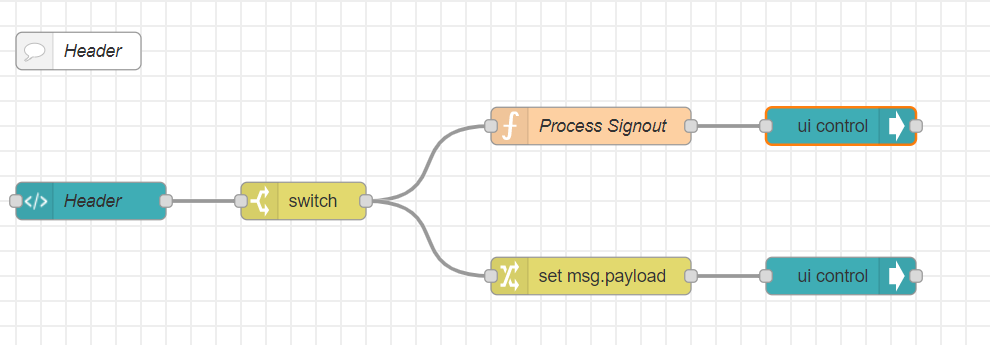 Header
Process Signout
ui control
Header
switch
set msg.payload
ui control